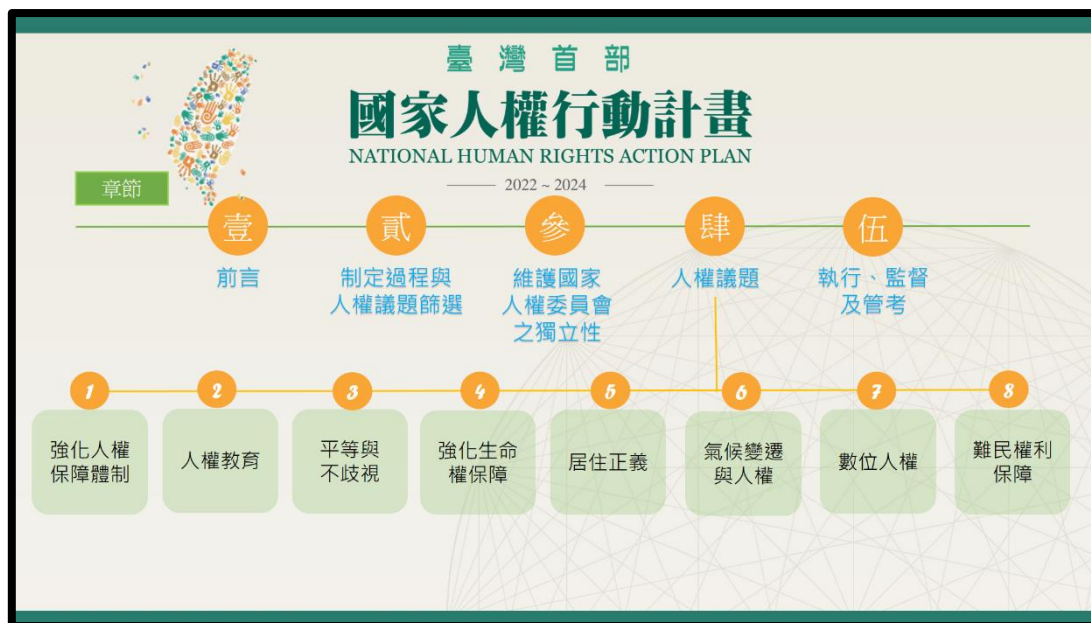 臺灣首部
國家人權行動計畫
NATIONAL HUMAN RIGHTS ACTION PLAN
2022 ~ 2024
章節
壹
前言
貳
制定過程與
人權議題篩選
參
維護國家
人權委員會
之獨立性
肆
人權議題
伍
執行、監督
及管考
1
強化人權
保障體制
2
人權教育
3
平等與
不歧視
4
強化生命
權保障
5
居住正義
6
氣候變遷
與人權
7
數位人權
8
難民權利
保障